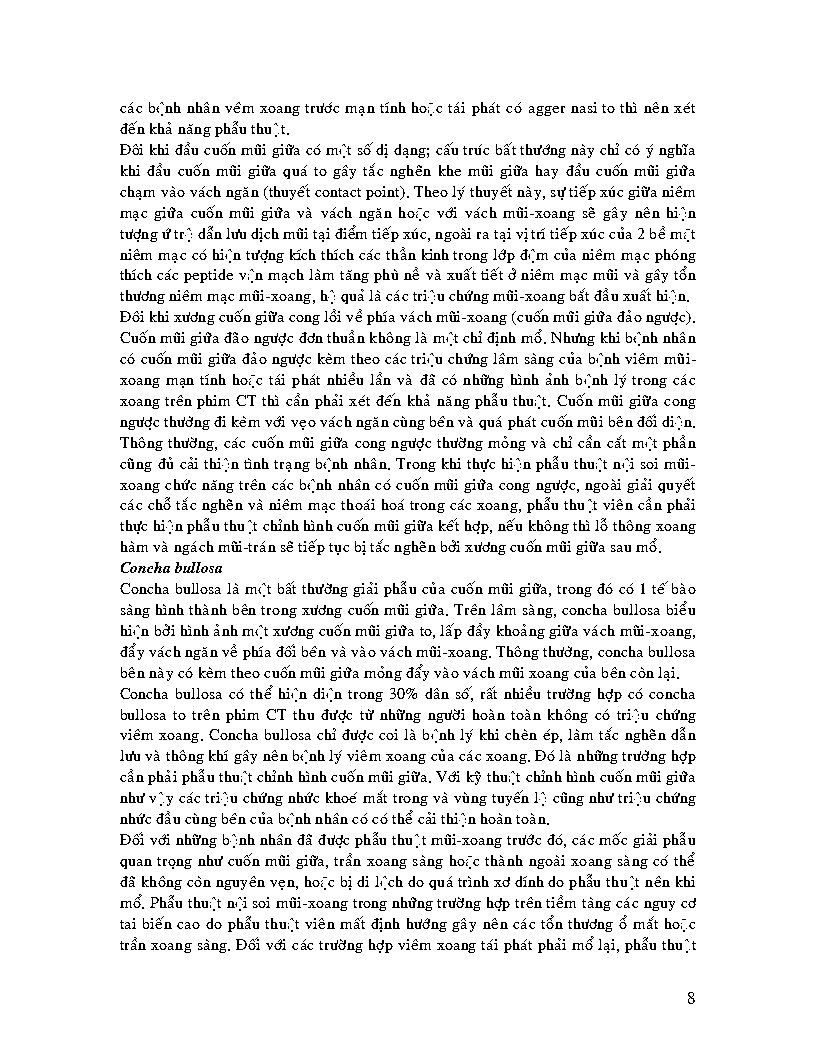 các bệnh nhân vêm xoang trước mạn tính hoặc tái phát có agger nasi to thì nên xét
đến khả năng phẫu thuật.
Đôi khi đầu cuốn mũi giữa có một số dị dạng; cấu trúc bất thướng này chỉ có ý nghĩa
khi đầu cuốn mũi giữa quá to gây tắc nghẽn khe mũi giữa hay đầu cuốn mũi giữa
chạm vào vách ngăn (thuyết contact point). Theo lý thuyết này, sự tiếp xúc giữa niêm
mạc giữa cuốn mũi giữa và vách ngăn hoặc với vách mũi-xoang sẽ gây nên hiện
tượng ứ trệ dẫn lưu dịch mũi tại điểm tiếp xúc, ngoài ra tại vị trí tiếp xúc của 2 bề mặt
niêm mạc có hiện tượng kích thích các thần kinh trong lớp đệm của niêm mạc phóng
thích các peptide vận mạch làm tăng phù nề và xuất tiết ở niêm mạc mũi và gây tổn
thương niêm mạc mũi-xoang, hệ quả là các triệu chứng mũi-xoang bắt đầu xuất hiện.
Đôi khi xương cuốn giữa cong lồi về phía vách mũi-xoang (cuốn mũi giữa đảo ngược).
Cuốn mũi giữa đão ngược đơn thuần không là một chỉ định mổ. Nhưng khi bệnh nhân
có cuốn mũi giữa đảo ngược kèm theo các triệu chứng lâm sàng của bệnh viêm mũi-
xoang mạn tính hoặc tái phát nhiều lần và đã có những hình ảnh bệnh lý trong các
xoang trên phim CT thì cần phải xét đến khả năng phẫu thuật. Cuốn mũi giữa cong
ngược thường đi kèm với vẹo vách ngăn cùng bên và quá phát cuốn mũi bên đối diện.
Thông thường, các cuốn mũi giữa cong ngược thường mỏng và chỉ cần cắt một phần
cũng đủ cải thiện tình trạng bệnh nhân. Trong khi thực hiện phẫu thuật nội soi mũi-
xoang chức năng trên các bệnh nhân có cuốn mũi giữa cong ngược, ngoài giải quyết
các chỗ tắc nghẽn và niêm mạc thoái hoá trong các xoang, phẫu thuật viên cần phải
thực hiện phẫu thuật chỉnh hình cuốn mũi giữa kết hợp, nếu không thì lỗ thông xoang
hàm và ngách mũi-trán sẽ tiếp tục bị tắc nghẽn bởi xương cuốn mũi giữa sau mổ.
Concha bullosa
Concha bullosa là một bất thường giải phẫu của cuốn mũi giữa, trong đó có 1 tế bào
sàng hình thành bên trong xương cuốn mũi giữa. Trên lâm sàng, concha bullosa biểu
hiện bởi hình ảnh một xương cuốn mũi giữa to, lấp đầy khoảng giữa vách mũi-xoang,
đẩy vách ngăn về phía đối bên và vào vách mũi-xoang. Thông thường, concha bullosa
bên này có kèm theo cuốn mũi giữa mỏng đẩy vào vách mũi xoang của bên còn lại.
Concha bullosa có thể hiện diện trong 30% dân số, rất nhiều trường hợp có concha
bullosa to trên phim CT thu được từ những người hoàn toàn không có triệu chứng
viêm xoang. Concha bullosa chỉ được coi là bệnh lý khi chèn ép, làm tắc nghẽn dẫn
lưu và thông khí gây nên bệnh lý viêm xoang của các xoang. Đó là những trường hợp
cần phải phẫu thuật chỉnh hình cuốn mũi giữa. Với kỹ thuật chỉnh hình cuốn mũi giữa
như vậy các triệu chứng nhức khoé mắt trong và vùng tuyến lệ cũng như triệu chứng
nhức đầu cùng bên của bệnh nhân có có thể cải thiện hoàn toàn.
Đối với những bệnh nhân đã được phẫu thuật mũi-xoang trước đó, các mốc giải phẫu
quan trọng như cuốn mũi giữa, trần xoang sàng hoặc thành ngoài xoang sàng có thể
đã không còn nguyên vẹn, hoặc bị di lệch do quá trình xơ dính do phẫu thuật nên khi
mổ. Phẫu thuật nội soi mũi-xoang trong những trường hợp trên tiềm tàng các nguy cơ
tai biến cao do phẫu thuật viên mất định hướng gây nên các tổn thương ổ mắt hoặc
trần xoang sàng. Đối với các trường hợp viêm xoang tái phát phải mổ lại, phẫu thuật
8